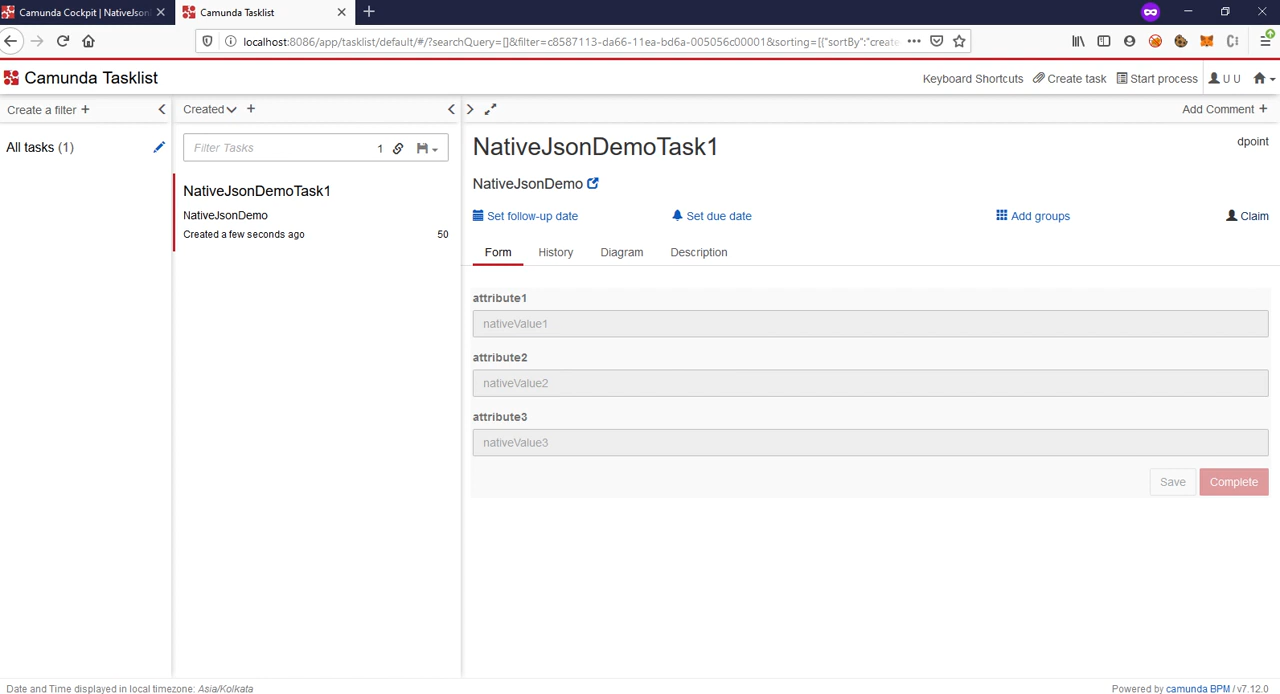 Camunda Cockpit | NativeJson
Camunda Tasklist
localhost:8086/app/tasklist/default/#/?searchQuery=[]&filter=c8587113-da66-11ea-bd6a-005056c00001&sorting=[{"sortBy":"create
Camunda Tasklist
Keyboard Shortcuts
Create task
Start process
U U
Create a filter +
Created
+
Add Comment +
All tasks (1)
Filter Tasks
1
NativeJsonDemoTask1
NativeJsonDemo
Created a few seconds ago
50
NativeJsonDemoTask1
dpoint
NativeJsonDemo
Set follow-up date
Set due date
Add groups
Claim
Form
History
Diagram
Description
attribute1
nativeValue1
attribute2
nativeValue2
attribute3
nativeValue3
Save
Complete
Date and Time displayed in local timezone: Asia/Kolkata
Powered by camunda BPM / v7.12.0